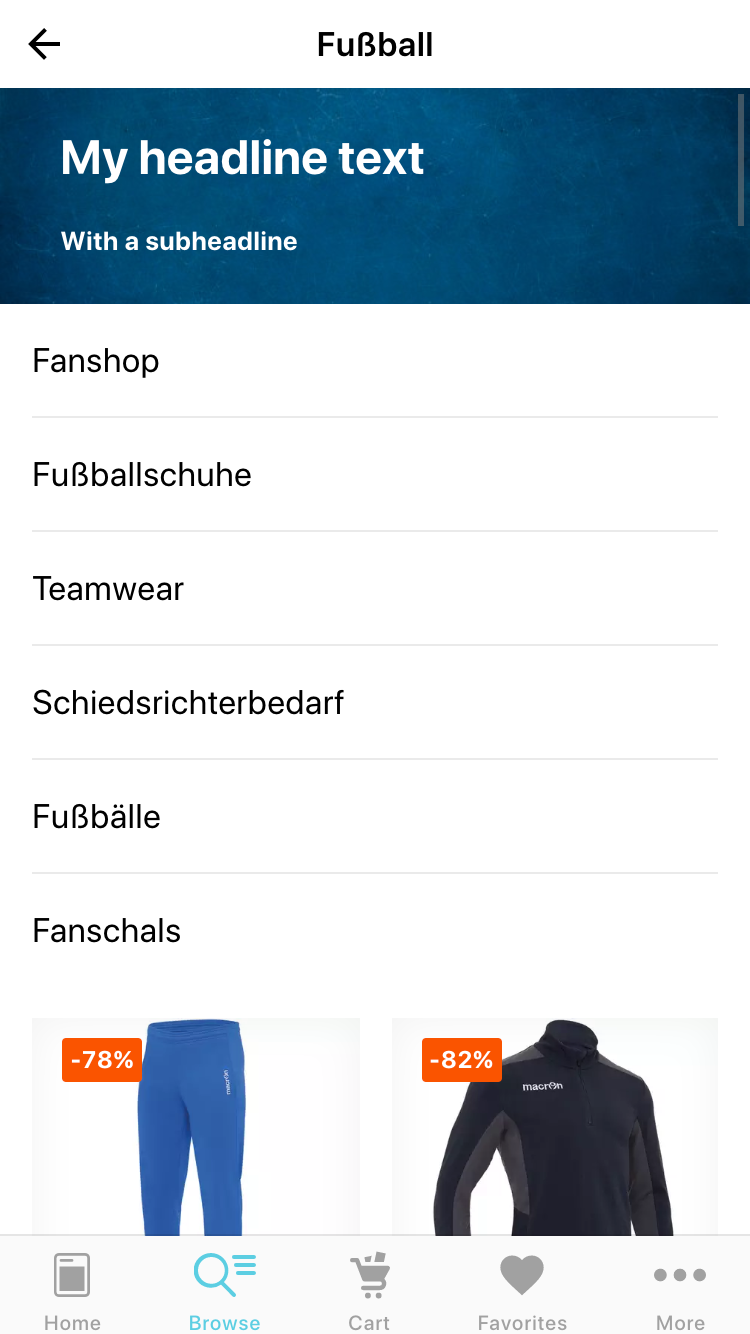 Fußball
My headline text
With a subheadline
Fanshop
Fußballschuhe
Teamwear
Schiedsrichterbedarf
Fußbälle
Fanschals
-78%
macron
-82%
macron
Home
Browse
Cart
Favorites
More